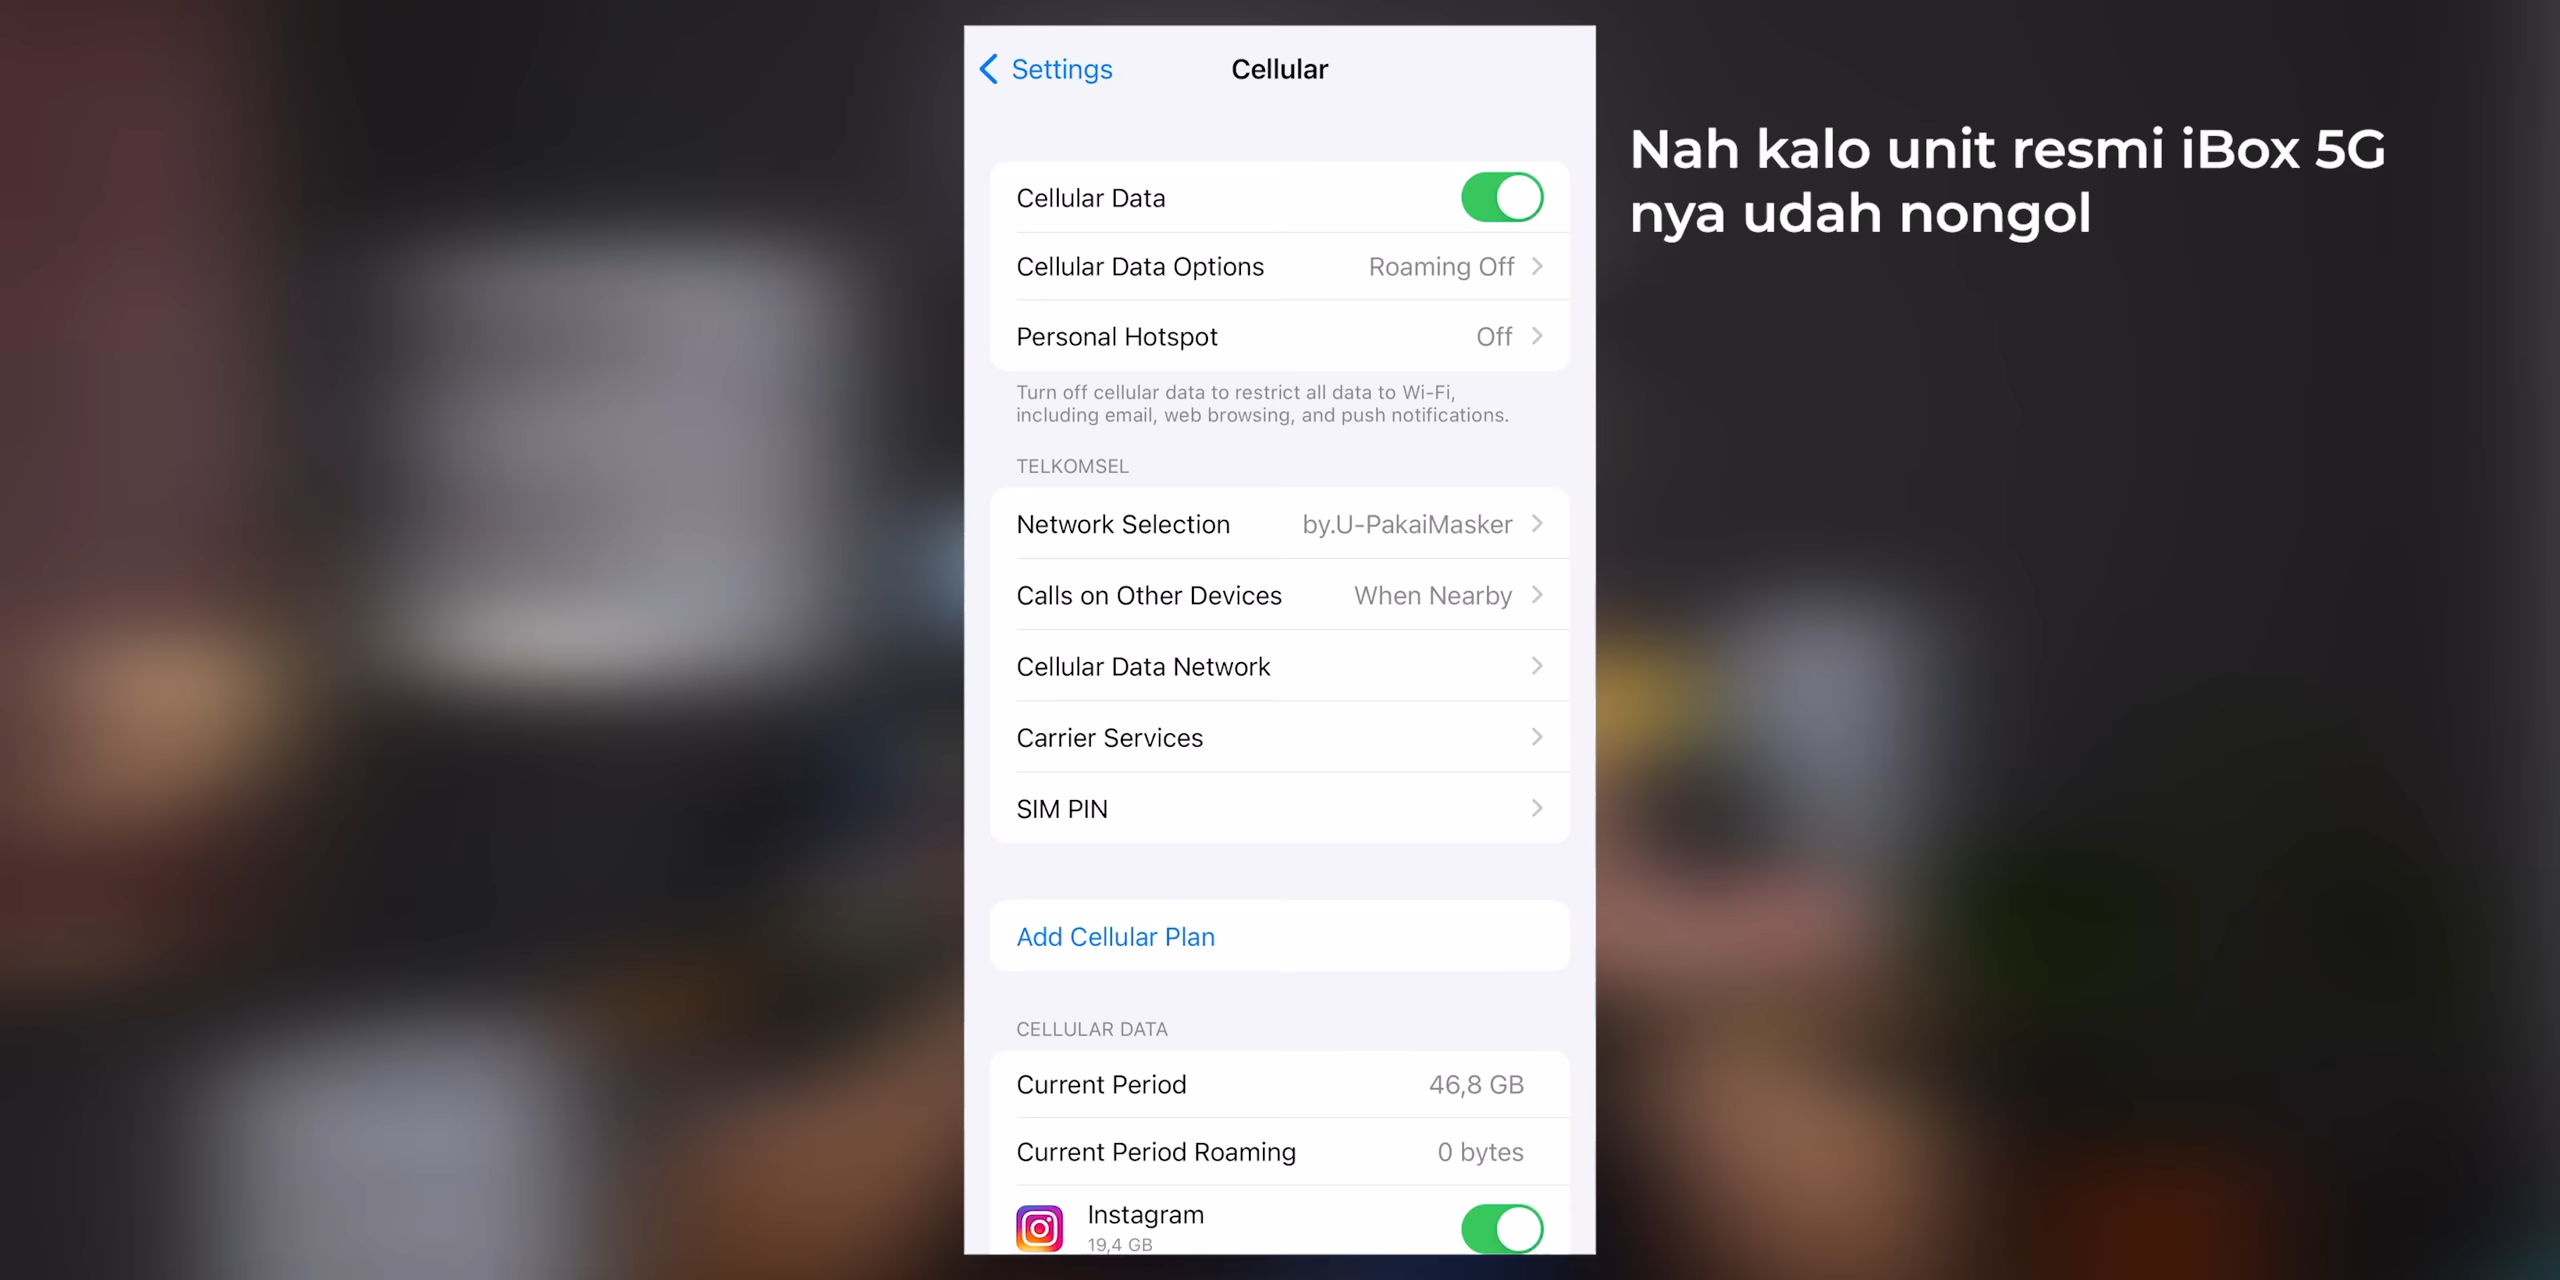 Settings
Cellular
Nah kalo unit resmi iBox 5G
nya udah nongol
Cellular Data
Cellular Data Options Roaming Off
Personal Hotspot Off
Turn off cellular data to restrict all data to Wi-Fi,
including email, web browsing, and push notifications.
TELKOMSEL
Network Selection by.U-PakaiMasker
Calls on Other Devices When Nearby
Cellular Data Network
Carrier Services
SIM PIN
Add Cellular Plan
CELLULAR DATA
Current Period 46,8 GB
Current Period Roaming 0 bytes
Instagram
19,4 GB